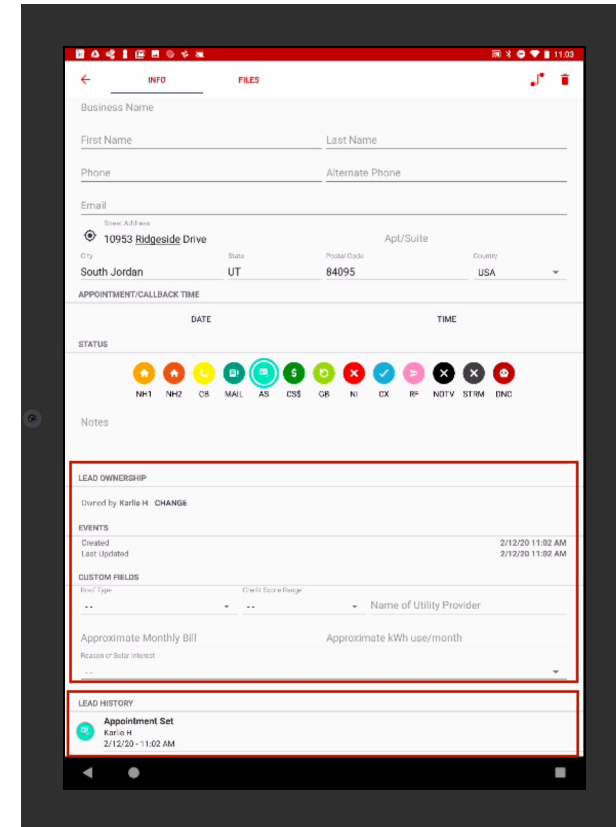 11:03
INFO FILES
Business Name
First Name Last Name
Phone Alternate Phone
Email
Street Address
10953 Ridgeside Drive Apt/Suite
City State Postal Code Country
South Jordan UT 84095 USA
APPOINTMENT/CALLBACK TIME
DATE TIME
STATUS
NH1 NH2 CB MAIL AS CS$ GB NI CX RF NOTV STRM DNC
Notes
LEAD OWNERSHIP
Owned by Karlie H CHANGE
EVENTS
Created 2/12/20 11:02 AM
Last Updated 2/12/20 11:02 AM
CUSTOM FIELDS
Roof Type Credit Score Range
-- -- Name of Utility Provider
Approximate Monthly Bill Approximate kWh use/month
Reason of Solar Interest
--
LEAD HISTORY
Appointment Set
Karlie H
2/12/20 - 11:02 AM